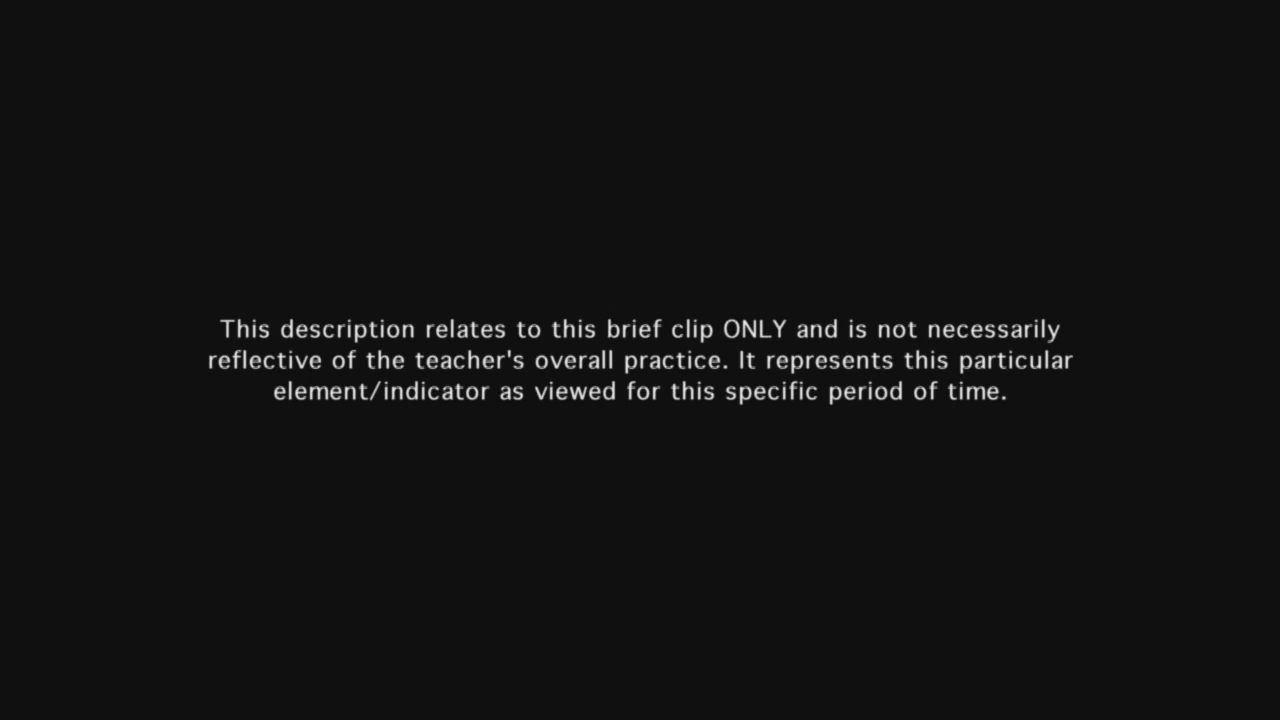 This description relates to this brief clip ONLY and is not necessarily
reflective of the teacher's overall practice. It represents this particular
element/indicator as viewed for this specific period of time.